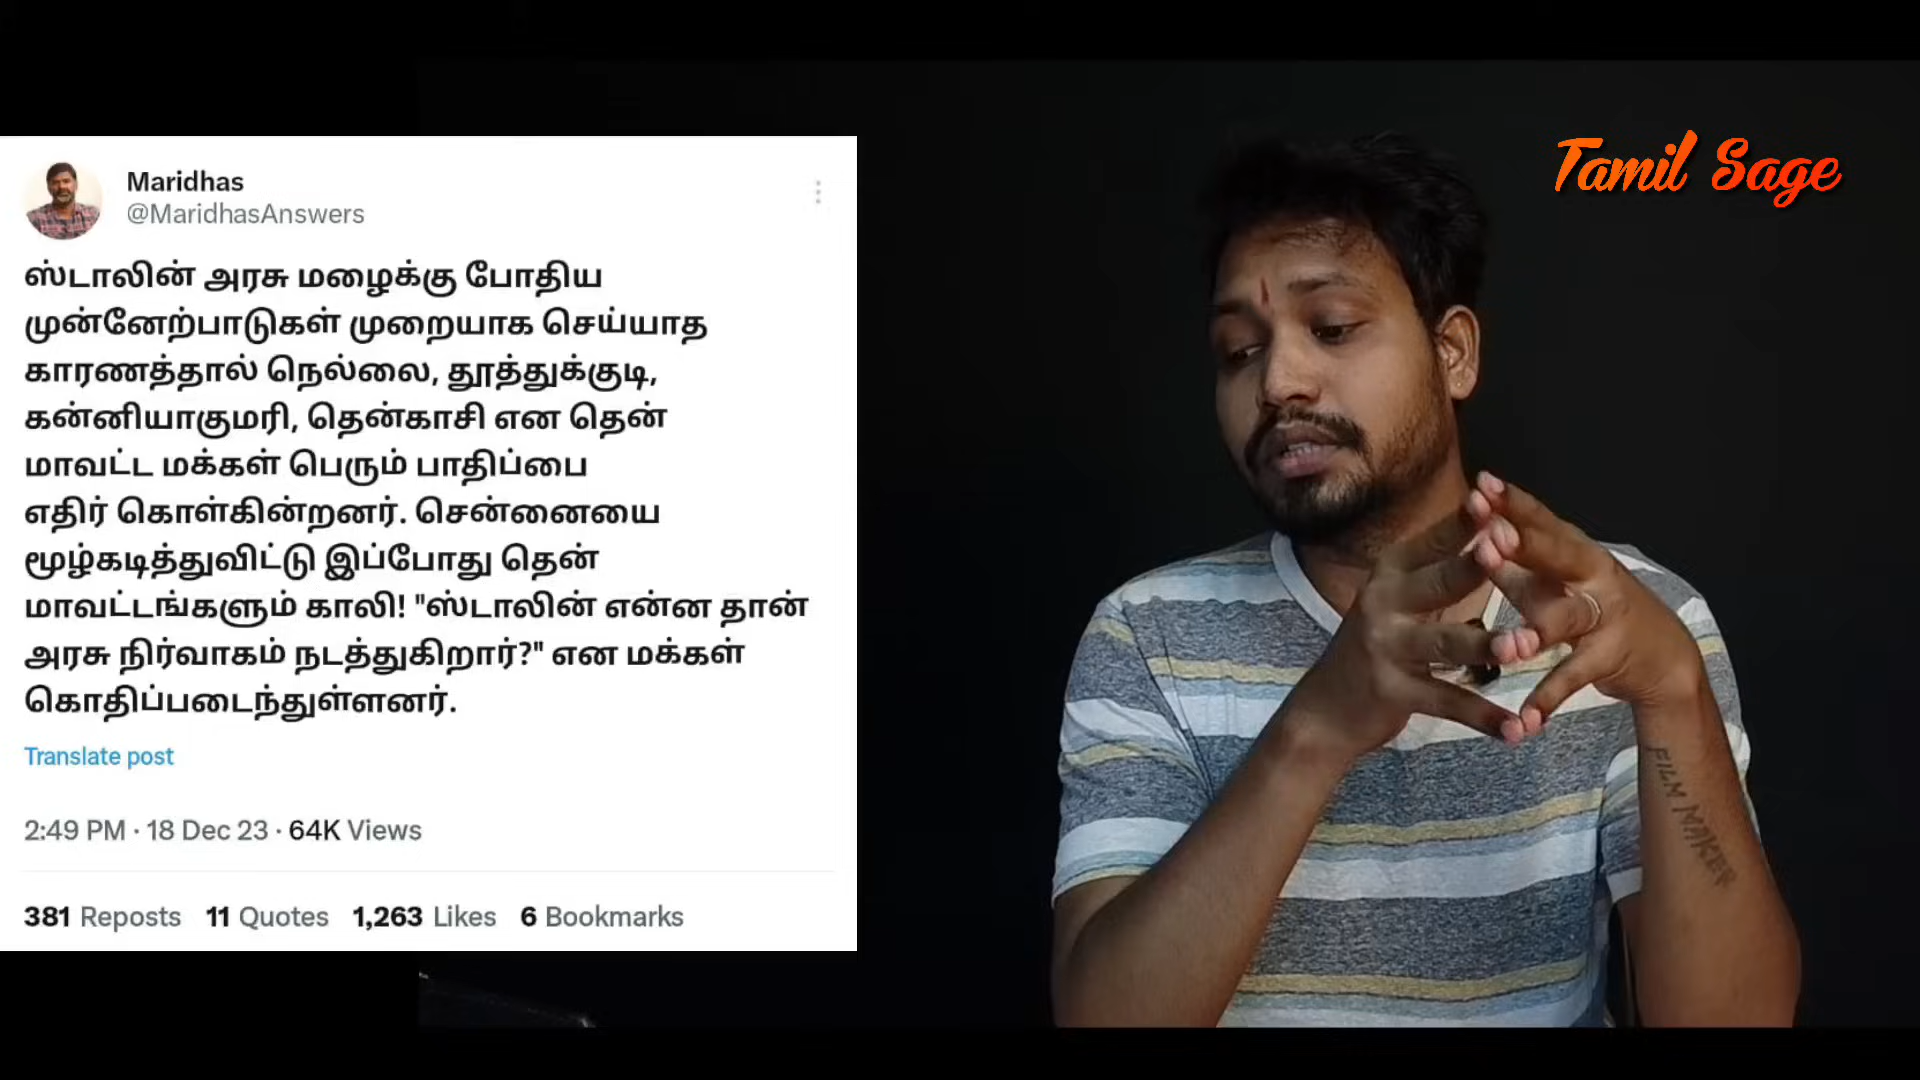 Tamil Sage
Maridhas
@MaridhasAnswers
ஸ்டாலின் அரசு மழைக்கு போதிய
முன்னேற்பாடுகள் முறையாக செய்யாத
காரணத்தால் நெல்லை, தூத்துக்குடி,
கன்னியாகுமரி, தென்காசி என தென்
மாவட்ட மக்கள் பெரும் பாதிப்பை
எதிர் கொள்கின்றனர். சென்னையை
மூழ்கடித்துவிட்டு இப்போது தென்
மாவட்டங்களும் காலி! "ஸ்டாலின் என்ன தான்
அரசு நிர்வாகம் நடத்துகிறார்?" என மக்கள்
கொதிப்படைந்துள்ளனர்.
Translate post
2:49 PM · 18 Dec 23 · 64K Views
381 Reposts 11 Quotes 1,263 Likes 6 Bookmarks
FILM MAKER